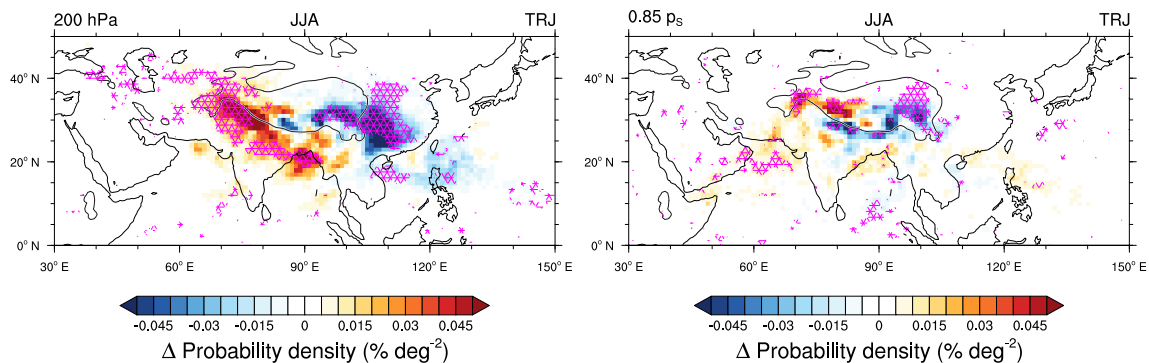 200 hPa JJA TRJ
40° N
20° N
0° N
30° E 60° E 90° E 120° E 150° E
-0.045 -0.03 -0.015 0 0.015 0.03 0.045
Δ Probability density (% deg⁻²)
0.85 pₛ JJA TRJ
40° N
20° N
0° N
30° E 60° E 90° E 120° E 150° E
-0.045 -0.03 -0.015 0 0.015 0.03 0.045
Δ Probability density (% deg⁻²)